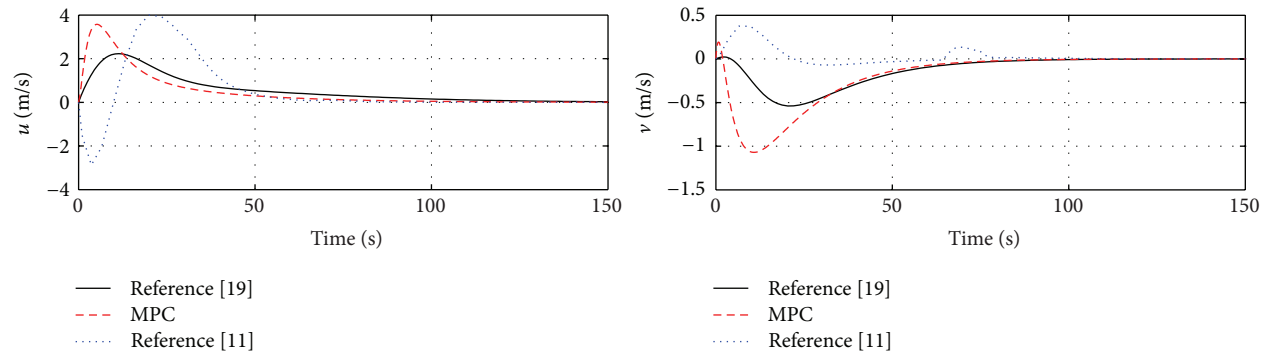 4
2
0
−2
−4
u (m/s)
0
50
100
150
Time (s)
Reference [19]
MPC
Reference [11]
0.5
0
−0.5
−1
−1.5
v (m/s)
0
50
100
150
Time (s)
Reference [19]
MPC
Reference [11]